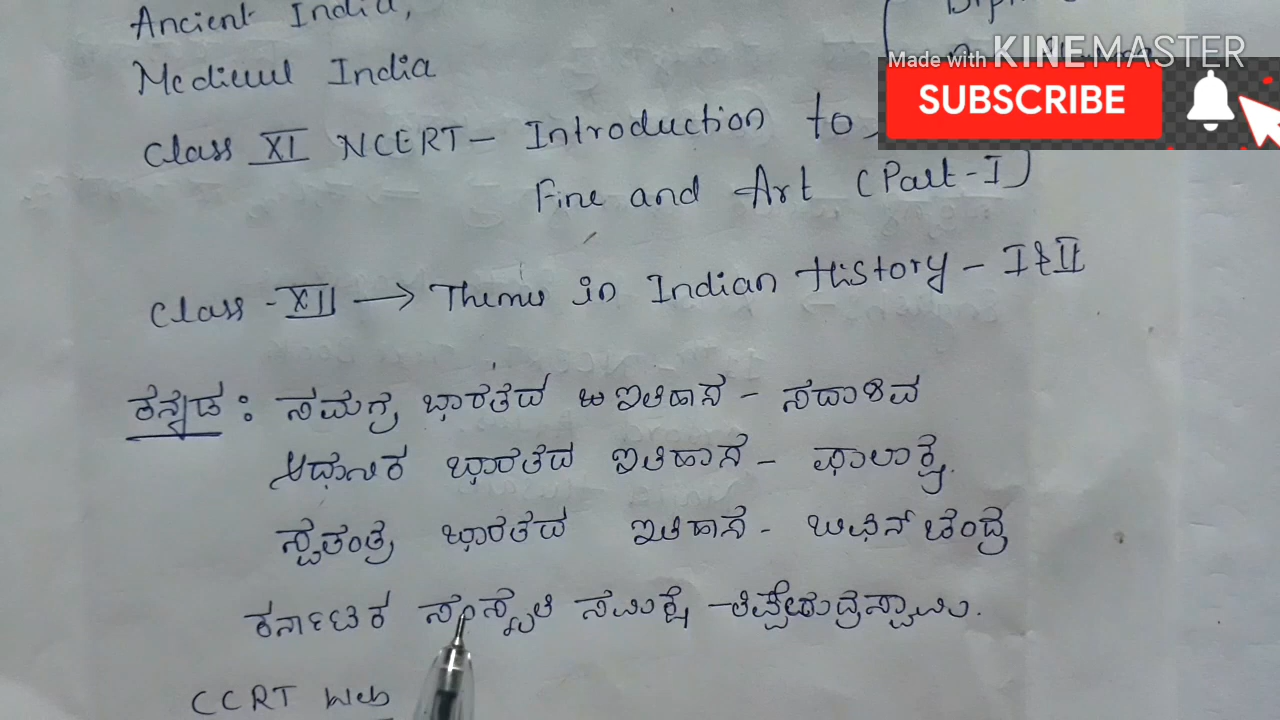 Ancient India,
Medieval India
Made with KINEMASTER
SUBSCRIBE
Class XI NCERT – Introduction to
Fine and Art (Part-I)
Class - XII → Themes in Indian History – I & II
ಕನ್ನಡ : ಸಮಗ್ರ ಭಾರತದ ಇತಿಹಾಸ – ಸದಾಶಿವ
ಆಧುನಿಕ ಭಾರತದ ಇತಿಹಾಸ – ಫಾಲಾಕ್ಷ.
ಸ್ವತಂತ್ರ ಭಾರತದ ಇತಿಹಾಸ - ಬಿಪಿನ್ ಚಂದ್ರ
ಕರ್ನಾಟಕ ಸಂಸ್ಕೃತಿ ಸಮೀಕ್ಷೆ – ತಿಪ್ಪೇರುದ್ರಸ್ವಾಮಿ.
CCRT Web